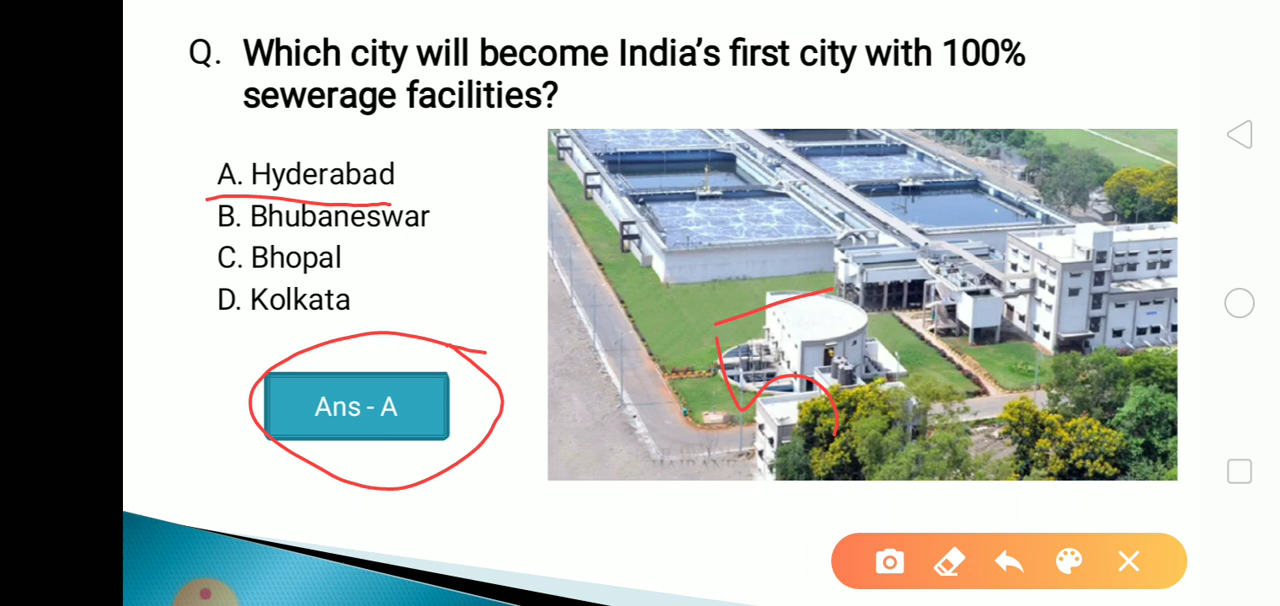 Q. Which city will become India's first city with 100%
sewerage facilities?
A. Hyderabad
B. Bhubaneswar
C. Bhopal
D. Kolkata
Ans - A